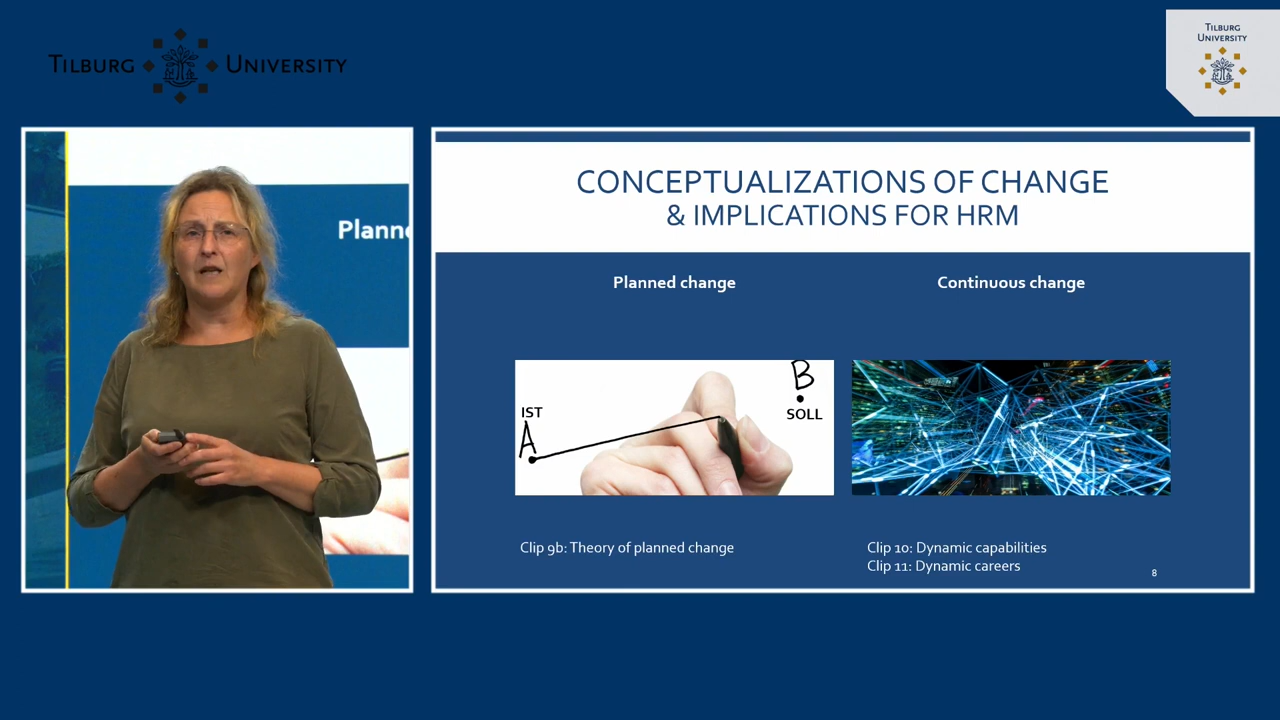 TILBURG UNIVERSITY
TILBURG
UNIVERSITY
Planne
CONCEPTUALIZATIONS OF CHANGE
& IMPLICATIONS FOR HRM
Planned change
Continuous change
IST
A
B
SOLL
Clip 9b: Theory of planned change
Clip 10: Dynamic capabilities
Clip 11: Dynamic careers
8